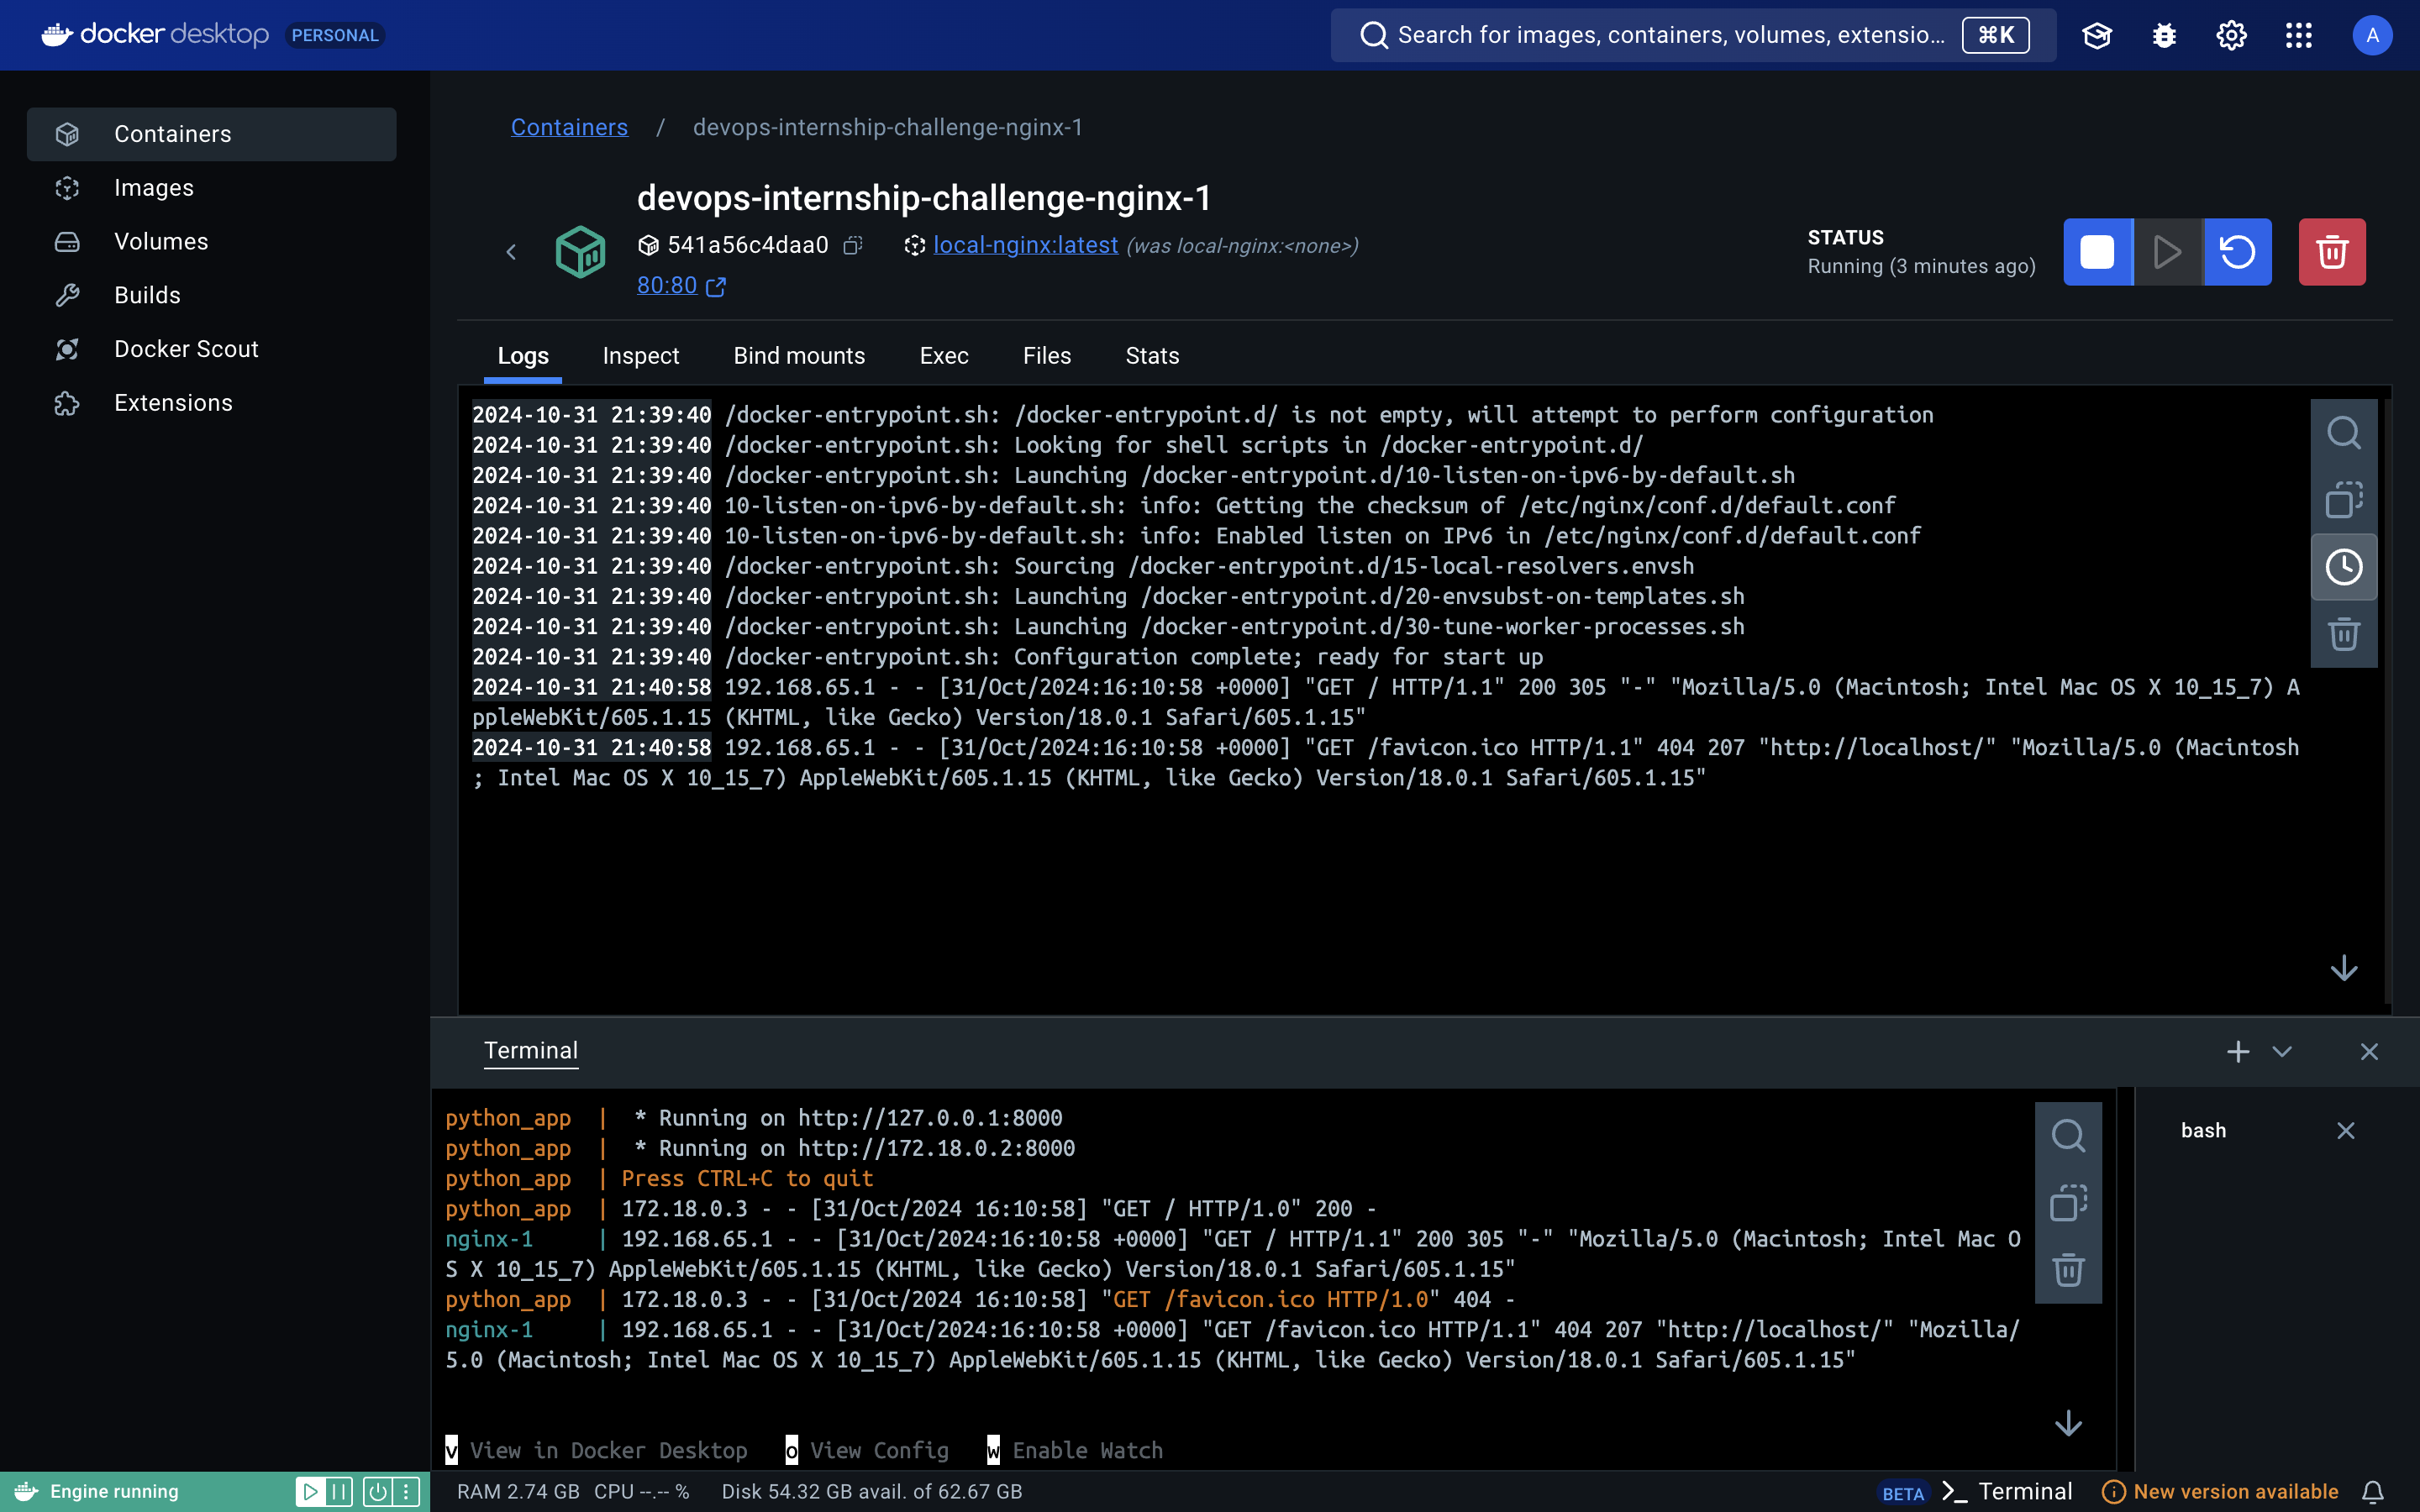 docker desktop PERSONAL
Search for images, containers, volumes, extensio... ⌘K
A
Containers
Images
Volumes
Builds
Docker Scout
Extensions
Containers / devops-internship-challenge-nginx-1
devops-internship-challenge-nginx-1
541a56c4daa0 local-nginx:latest (was local-nginx:<none>)
80:80
STATUS
Running (3 minutes ago)
Logs Inspect Bind mounts Exec Files Stats
2024-10-31 21:39:40 /docker-entrypoint.sh: /docker-entrypoint.d/ is not empty, will attempt to perform configuration
2024-10-31 21:39:40 /docker-entrypoint.sh: Looking for shell scripts in /docker-entrypoint.d/
2024-10-31 21:39:40 /docker-entrypoint.sh: Launching /docker-entrypoint.d/10-listen-on-ipv6-by-default.sh
2024-10-31 21:39:40 10-listen-on-ipv6-by-default.sh: info: Getting the checksum of /etc/nginx/conf.d/default.conf
2024-10-31 21:39:40 10-listen-on-ipv6-by-default.sh: info: Enabled listen on IPv6 in /etc/nginx/conf.d/default.conf
2024-10-31 21:39:40 /docker-entrypoint.sh: Sourcing /docker-entrypoint.d/15-local-resolvers.envsh
2024-10-31 21:39:40 /docker-entrypoint.sh: Launching /docker-entrypoint.d/20-envsubst-on-templates.sh
2024-10-31 21:39:40 /docker-entrypoint.sh: Launching /docker-entrypoint.d/30-tune-worker-processes.sh
2024-10-31 21:39:40 /docker-entrypoint.sh: Configuration complete; ready for start up
2024-10-31 21:40:58 192.168.65.1 - - [31/Oct/2024:16:10:58 +0000] "GET / HTTP/1.1" 200 305 "-" "Mozilla/5.0 (Macintosh; Intel Mac OS X 10_15_7) A
ppleWebKit/605.1.15 (KHTML, like Gecko) Version/18.0.1 Safari/605.1.15"
2024-10-31 21:40:58 192.168.65.1 - - [31/Oct/2024:16:10:58 +0000] "GET /favicon.ico HTTP/1.1" 404 207 "http://localhost/" "Mozilla/5.0 (Macintosh
; Intel Mac OS X 10_15_7) AppleWebKit/605.1.15 (KHTML, like Gecko) Version/18.0.1 Safari/605.1.15"
Terminal
python_app | * Running on http://127.0.0.1:8000
python_app | * Running on http://172.18.0.2:8000
python_app | Press CTRL+C to quit
python_app | 172.18.0.3 - - [31/Oct/2024 16:10:58] "GET / HTTP/1.0" 200 -
nginx-1 | 192.168.65.1 - - [31/Oct/2024:16:10:58 +0000] "GET / HTTP/1.1" 200 305 "-" "Mozilla/5.0 (Macintosh; Intel Mac O
S X 10_15_7) AppleWebKit/605.1.15 (KHTML, like Gecko) Version/18.0.1 Safari/605.1.15"
python_app | 172.18.0.3 - - [31/Oct/2024 16:10:58] "GET /favicon.ico HTTP/1.0" 404 -
nginx-1 | 192.168.65.1 - - [31/Oct/2024:16:10:58 +0000] "GET /favicon.ico HTTP/1.1" 404 207 "http://localhost/" "Mozilla/
5.0 (Macintosh; Intel Mac OS X 10_15_7) AppleWebKit/605.1.15 (KHTML, like Gecko) Version/18.0.1 Safari/605.1.15"
v View in Docker Desktop o View Config w Enable Watch
bash
Engine running
RAM 2.74 GB CPU --.-- % Disk 54.32 GB avail. of 62.67 GB
BETA Terminal New version available